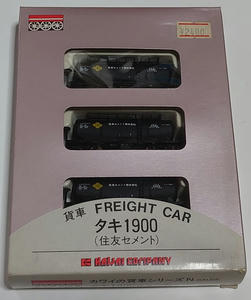 ¥2400
貨車 FREIGHT CAR
タキ1900
(住友セメント)
KAWAI COMPANY
カワイの貨車シリーズN